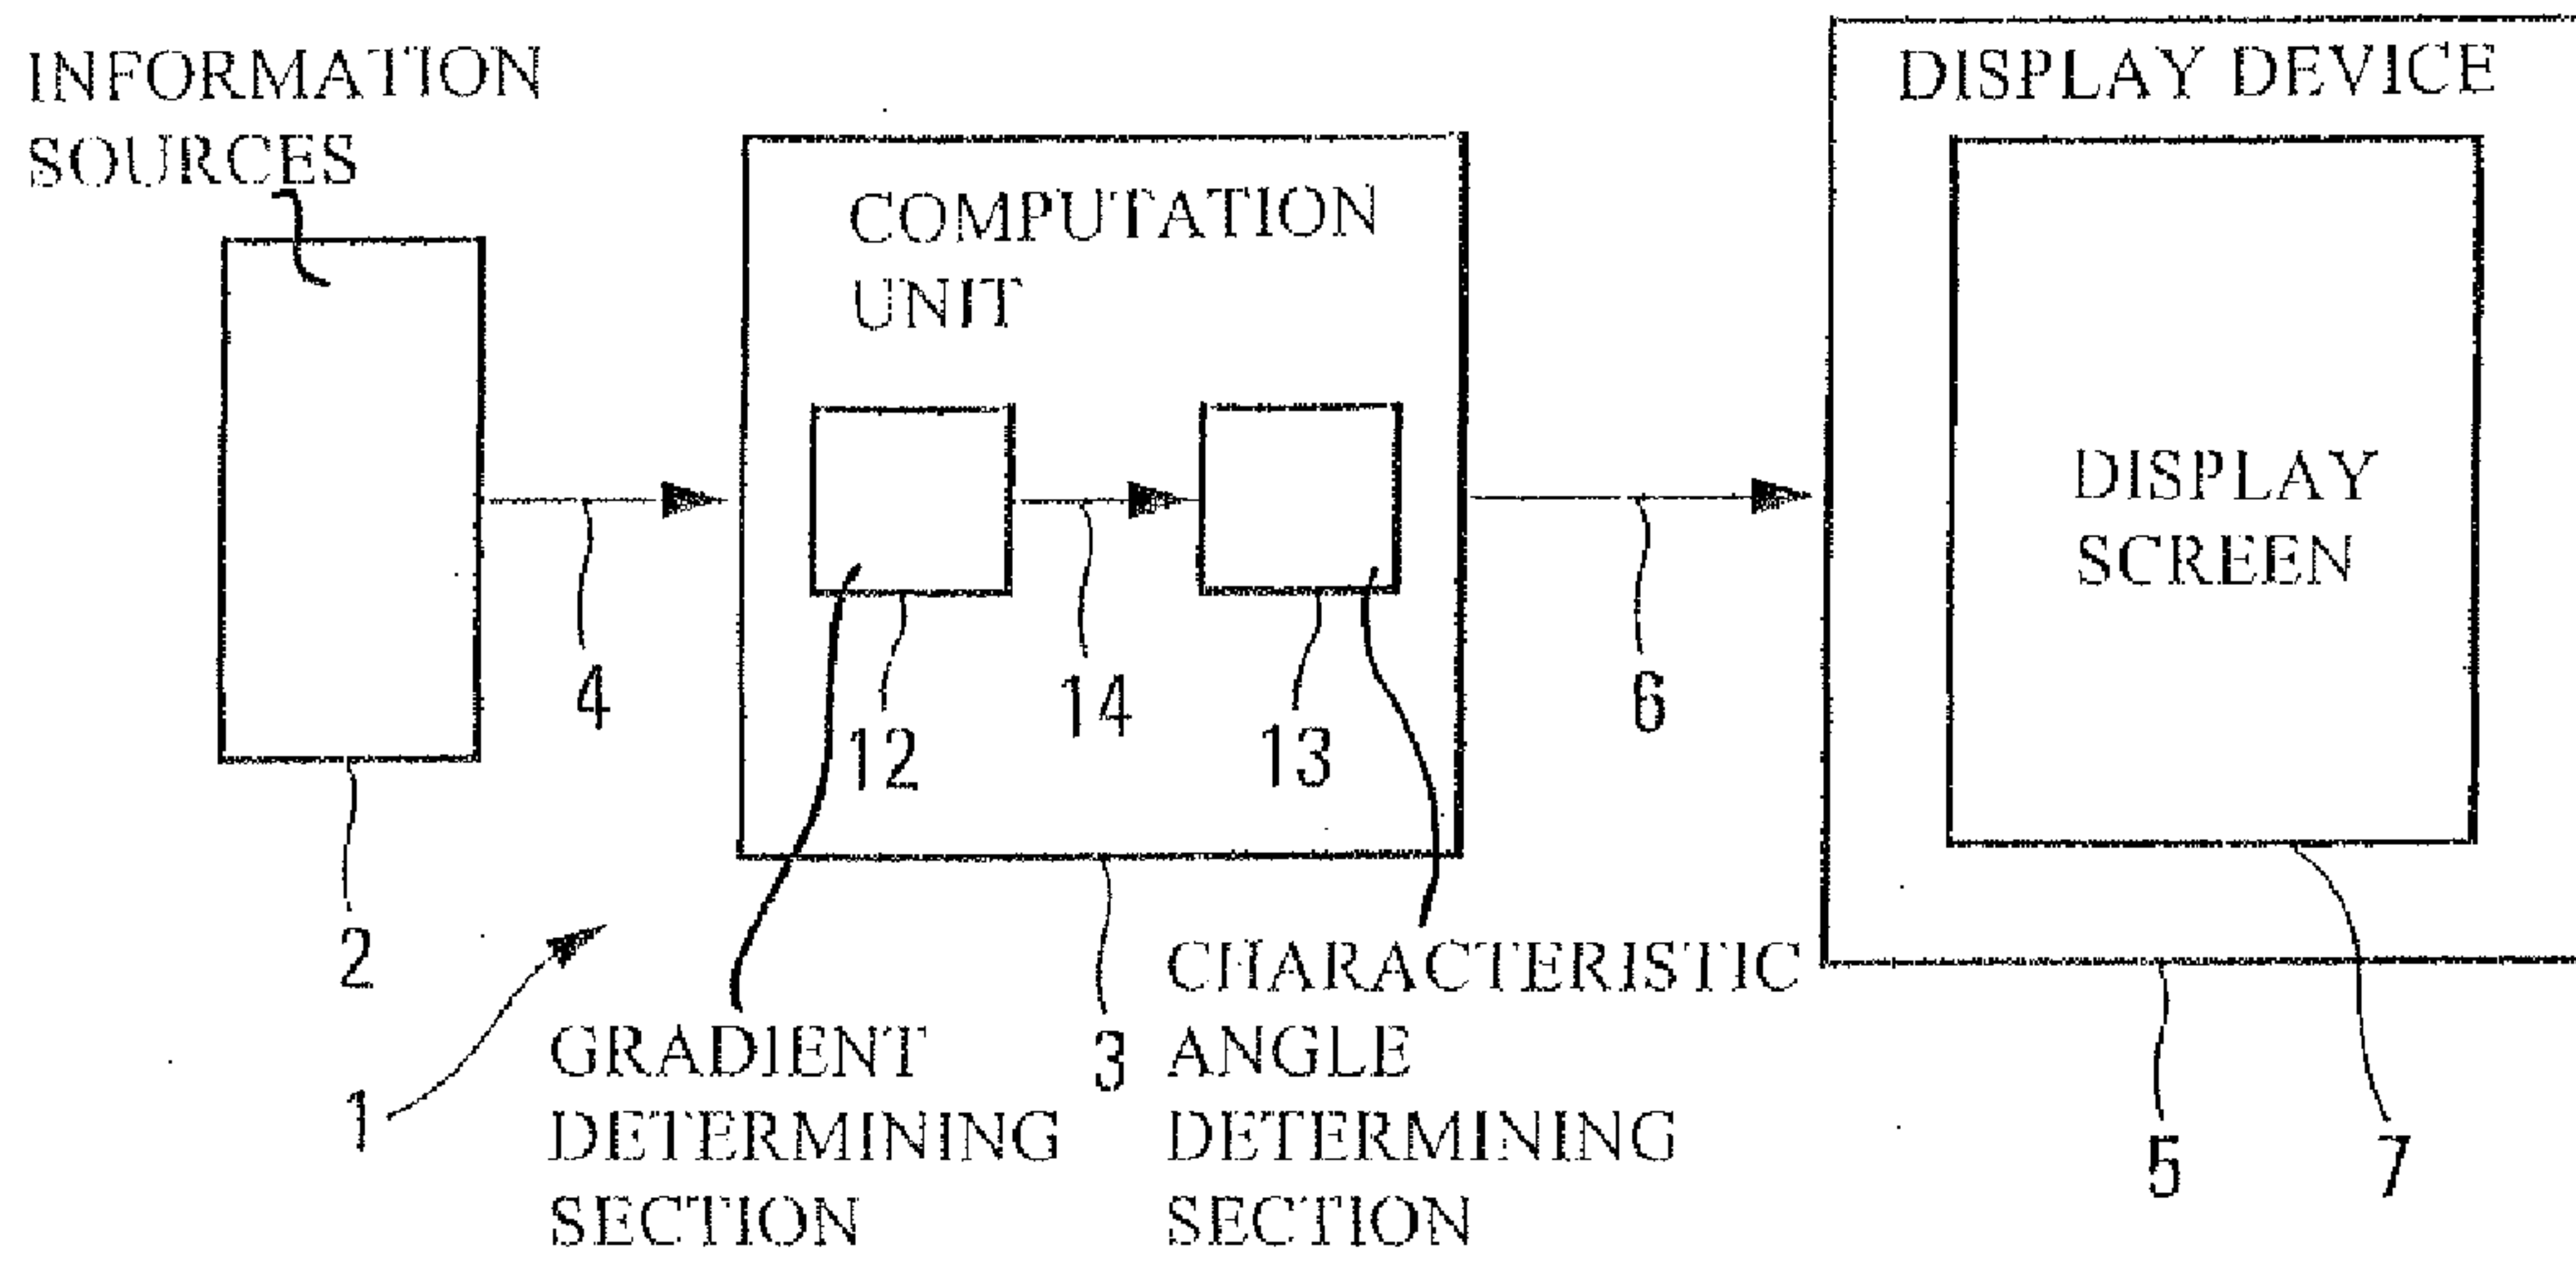 INFORMATION
SOURCES
COMPUTATION
UNIT
DISPLAY DEVICE
DISPLAY
SCREEN
4
14
6
12
13
2
1
3
GRADIENT
DETERMINING
SECTION
CHARACTERISTIC
ANGLE
DETERMINING
SECTION
5
7